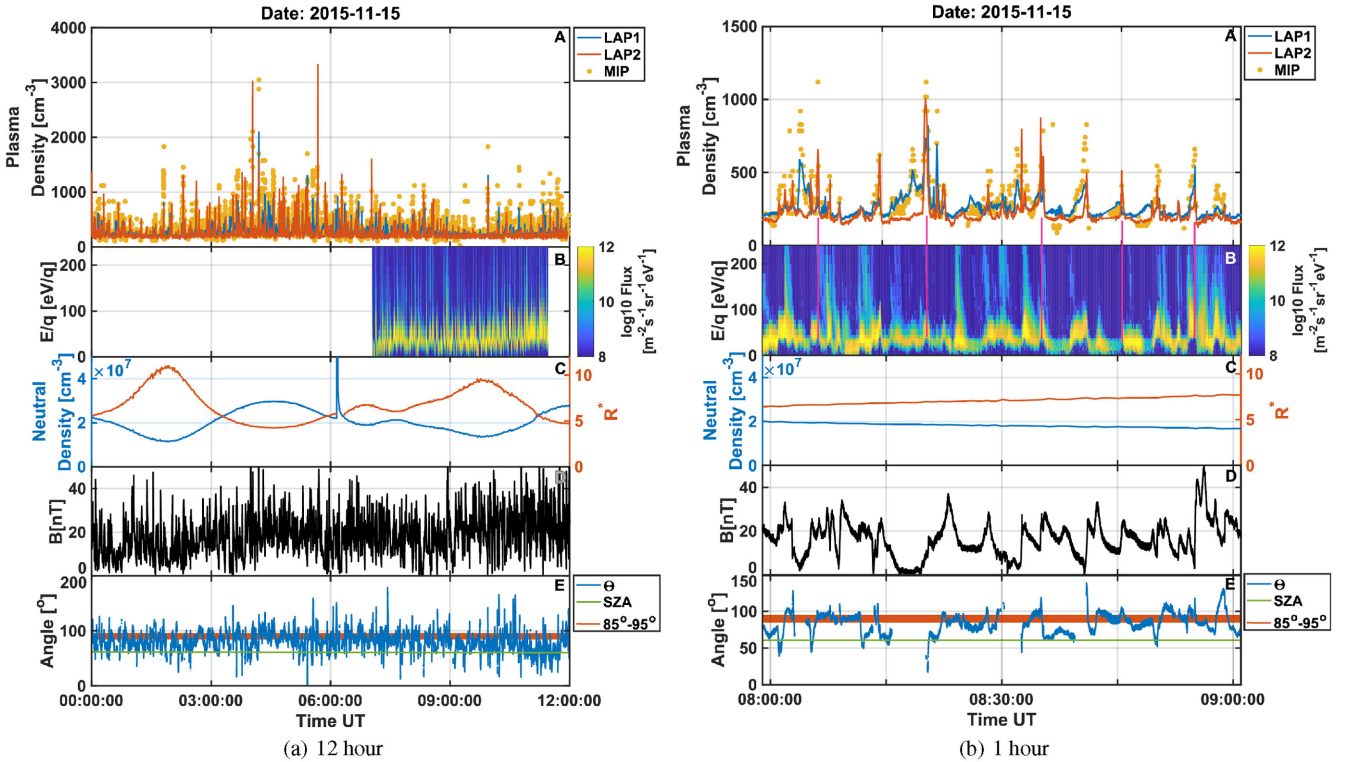 Date: 2015-11-15
4000
3000
2000
1000
0
Plasma
Density [cm-3]
A
LAP1
LAP2
MIP
200
100
0
E/q [eV/q]
B
12
10
8
log10 Flux
[m-2s-1sr-1eV-1]
×10^7
4
2
0
Neutral
Density [cm-3]
C
10
5
0
R*
40
20
0
B[nT]
D
200
100
0
Angle [°]
E
Θ
SZA
85°-95°
00:00:00
03:00:00
06:00:00
09:00:00
12:00:00
Time UT
(a) 12 hour
Date: 2015-11-15
1500
1000
500
0
Plasma
Density [cm-3]
A
LAP1
LAP2
MIP
200
100
0
E/q [eV/q]
B
12
10
8
log10 Flux
[m-2s-1sr-1eV-1]
×10^7
4
2
0
Neutral
Density [cm-3]
C
10
5
0
R*
40
20
0
B[nT]
D
150
100
50
0
Angle [°]
E
Θ
SZA
85°-95°
08:00:00
08:30:00
09:00:00
Time UT
(b) 1 hour